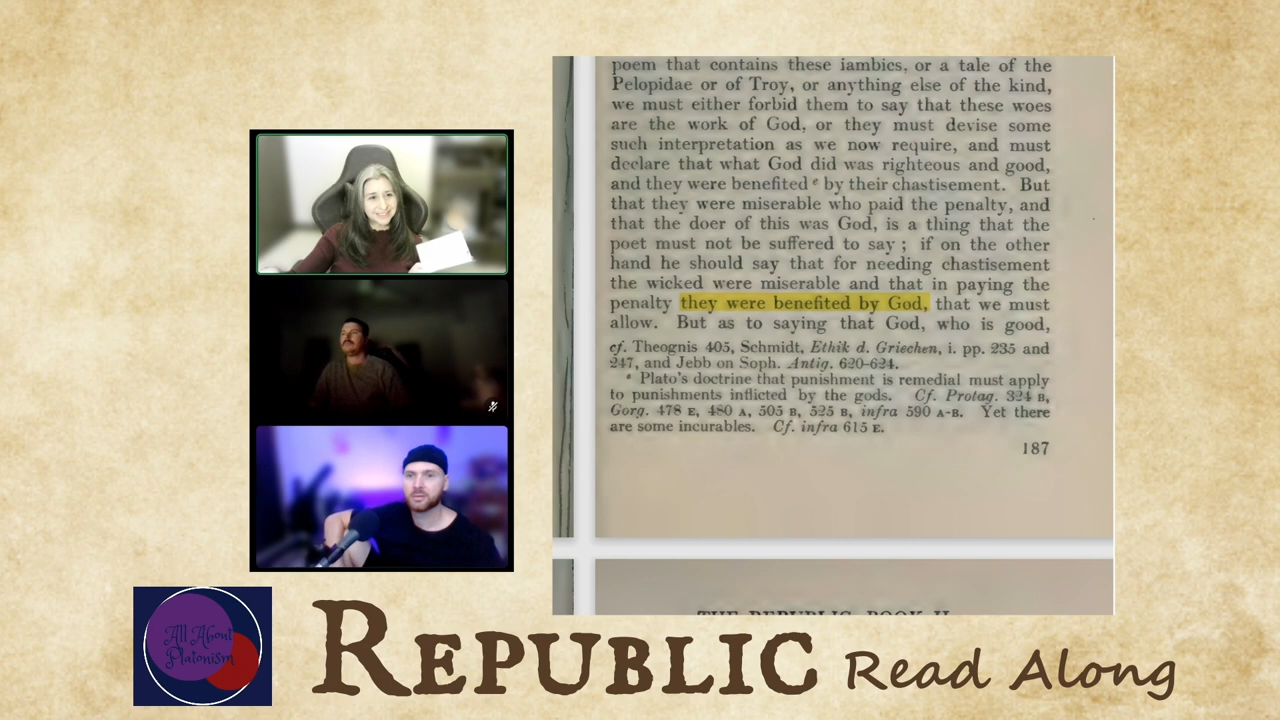 poem that contains these iambics, or a tale of the
Pelopidae or of Troy, or anything else of the kind,
we must either forbid them to say that these woes
are the work of God, or they must devise some
such interpretation as we now require, and must
declare that what God did was righteous and good,
and they were benefited e by their chastisement. But
that they were miserable who paid the penalty, and
that the doer of this was God, is a thing that the
poet must not be suffered to say ; if on the other
hand he should say that for needing chastisement
the wicked were miserable and that in paying the
penalty they were benefited by God, that we must
allow. But as to saying that God, who is good,
cf. Theognis 405, Schmidt, Ethik d. Griechen, i. pp. 235 and
247, and Jebb on Soph. Antig. 620-624.
e Plato's doctrine that punishment is remedial must apply
to punishments inflicted by the gods. Cf. Protag. 324 B,
Gorg. 478 E, 480 A, 505 B, 525 B, infra 590 A-B. Yet there
are some incurables. Cf. infra 615 E.
187
THE REPUBLIC, BOOK II
All About
Platonism
REPUBLIC Read Along